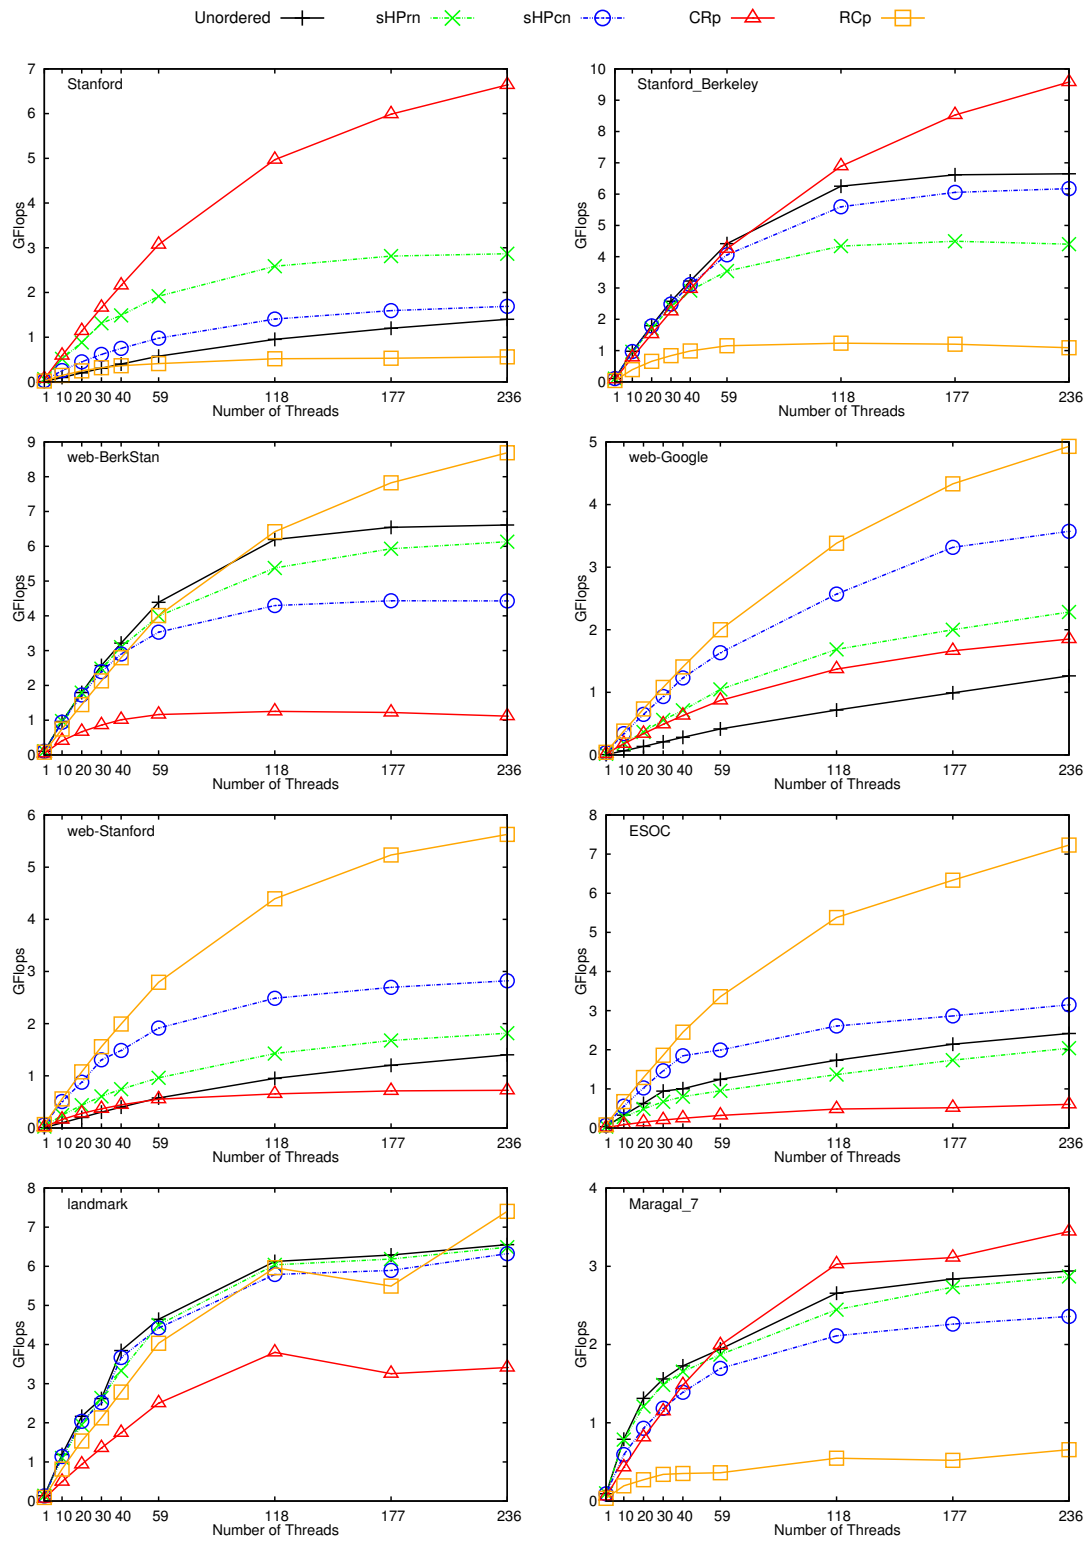 Unordered sHPrn sHPcn CRp RCp
Stanford
GFlops
0 1 2 3 4 5 6 7
1 10 20 30 40 59 118 177 236
Number of Threads
Stanford_Berkeley
GFlops
0 1 2 3 4 5 6 7 8 9 10
1 10 20 30 40 59 118 177 236
Number of Threads
web-BerkStan
GFlops
0 1 2 3 4 5 6 7 8 9
1 10 20 30 40 59 118 177 236
Number of Threads
web-Google
GFlops
0 1 2 3 4 5
1 10 20 30 40 59 118 177 236
Number of Threads
web-Stanford
GFlops
0 1 2 3 4 5 6
1 10 20 30 40 59 118 177 236
Number of Threads
ESOC
GFlops
0 1 2 3 4 5 6 7 8
1 10 20 30 40 59 118 177 236
Number of Threads
landmark
GFlops
0 1 2 3 4 5 6 7 8
1 10 20 30 40 59 118 177 236
Number of Threads
Maragal_7
GFlops
0 1 2 3 4
1 10 20 30 40 59 118 177 236
Number of Threads